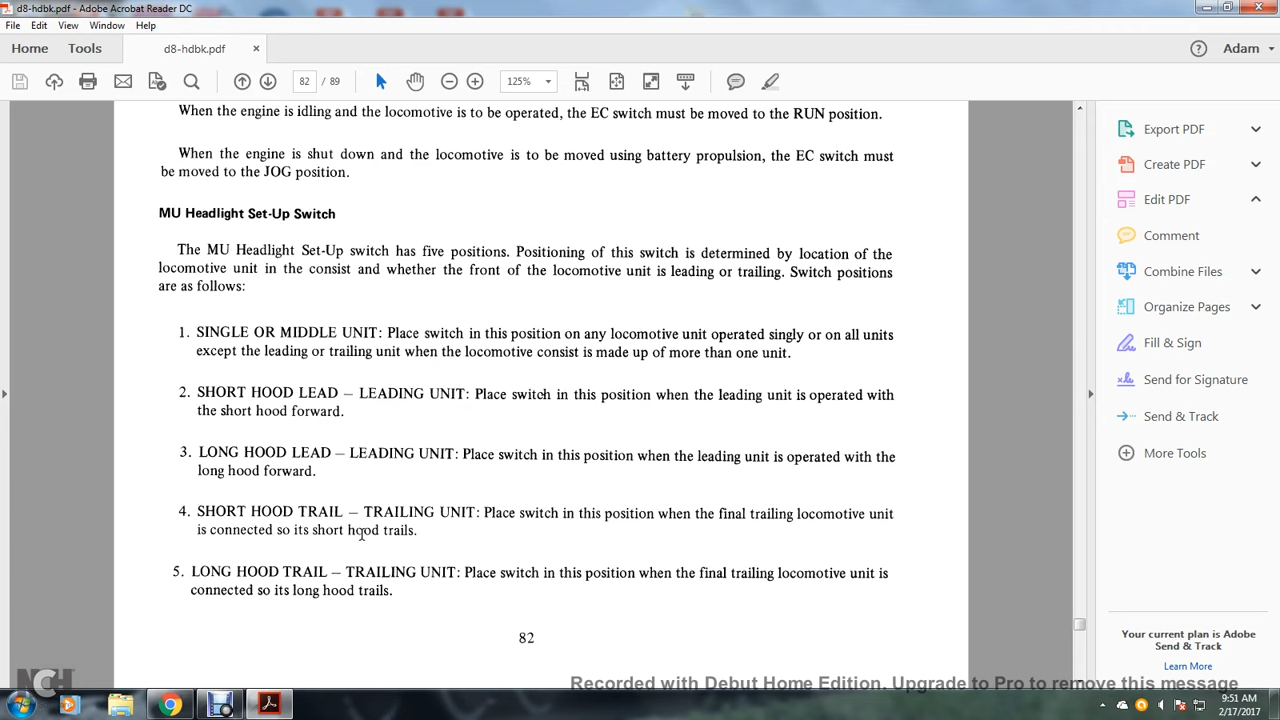 d8-hdbk.pdf - Adobe Acrobat Reader DC
File Edit View Window Help
Home Tools d8-hdbk.pdf × ? Adam
82 / 89 125%
When the engine is idling and the locomotive is to be operated, the EC switch must be moved to the RUN position.
When the engine is shut down and the locomotive is to be moved using battery propulsion, the EC switch must
be moved to the JOG position.
MU Headlight Set-Up Switch
The MU Headlight Set-Up switch has five positions. Positioning of this switch is determined by location of the
locomotive unit in the consist and whether the front of the locomotive unit is leading or trailing. Switch positions
are as follows:
1. SINGLE OR MIDDLE UNIT: Place switch in this position on any locomotive unit operated singly or on all units
except the leading or trailing unit when the locomotive consist is made up of more than one unit.
2. SHORT HOOD LEAD – LEADING UNIT: Place switch in this position when the leading unit is operated with
the short hood forward.
3. LONG HOOD LEAD – LEADING UNIT: Place switch in this position when the leading unit is operated with the
long hood forward.
4. SHORT HOOD TRAIL – TRAILING UNIT: Place switch in this position when the final trailing locomotive unit
is connected so its short hood trails.
5. LONG HOOD TRAIL – TRAILING UNIT: Place switch in this position when the final trailing locomotive unit is
connected so its long hood trails.
82
Export PDF
Create PDF
Edit PDF
Comment
Combine Files
Organize Pages
Fill & Sign
Send for Signature
Send & Track
More Tools
Your current plan is Adobe
Send & Track
Learn More
NCH
Recorded with Debut Home Edition. Upgrade to Pro to remove this message
9:51 AM
2/17/2017